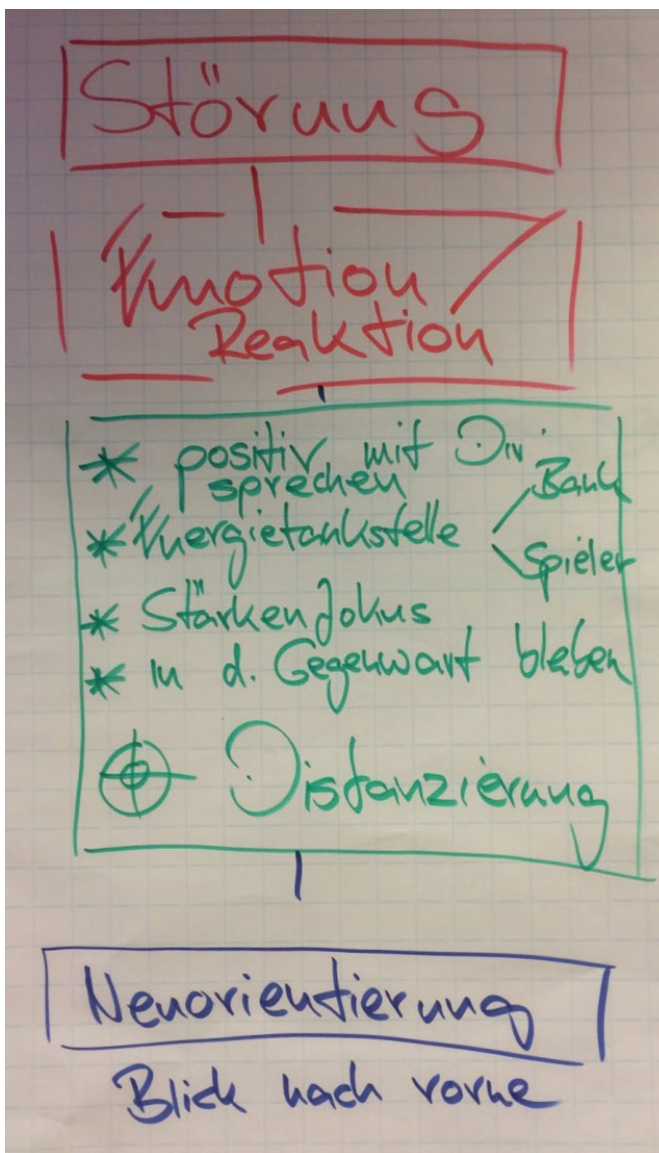 Störung
Emotion /
Reaktion
* positiv mit Dir
sprechen
* Energietankstelle
Bank
Spieler
* Stärkenfokus
* in d. Gegenwart bleiben
Distanzierung
Neuorientierung
Blick nach vorne